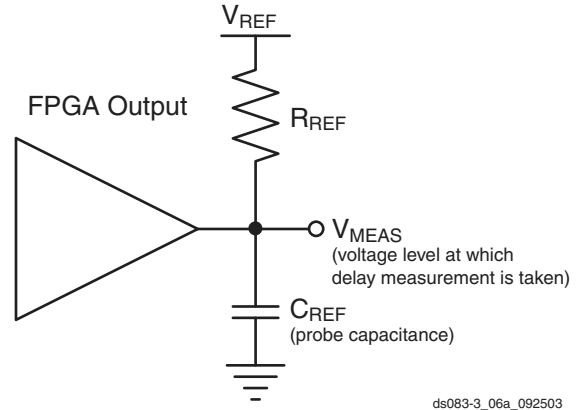 VREF
FPGA Output
RREF
VMEAS
(voltage level at which
delay measurement is taken)
CREF
(probe capacitance)
ds083-3_06a_092503